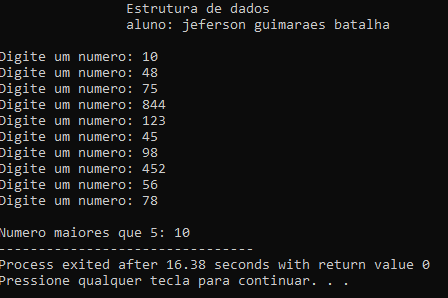 Estrutura de dados
aluno: jeferson guimaraes batalha
Digite um numero: 10
Digite um numero: 48
Digite um numero: 75
Digite um numero: 844
Digite um numero: 123
Digite um numero: 45
Digite um numero: 98
Digite um numero: 452
Digite um numero: 56
Digite um numero: 78
Numero maiores que 5: 10
--------------------------------
Process exited after 16.38 seconds with return value 0
Pressione qualquer tecla para continuar. . .